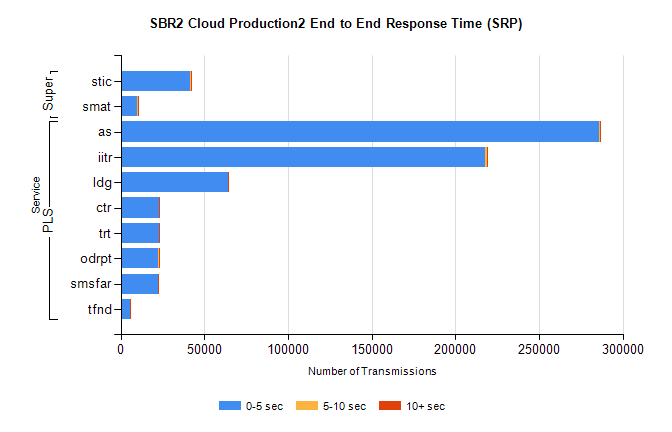 SBR2 Cloud Production2 End to End Response Time (SRP)
Service
Super
PLS
stic
smat
as
iitr
ldg
ctr
trt
odrpt
smsfar
tfnd
0 50000 100000 150000 200000 250000 300000
Number of Transmissions
0-5 sec 5-10 sec 10+ sec